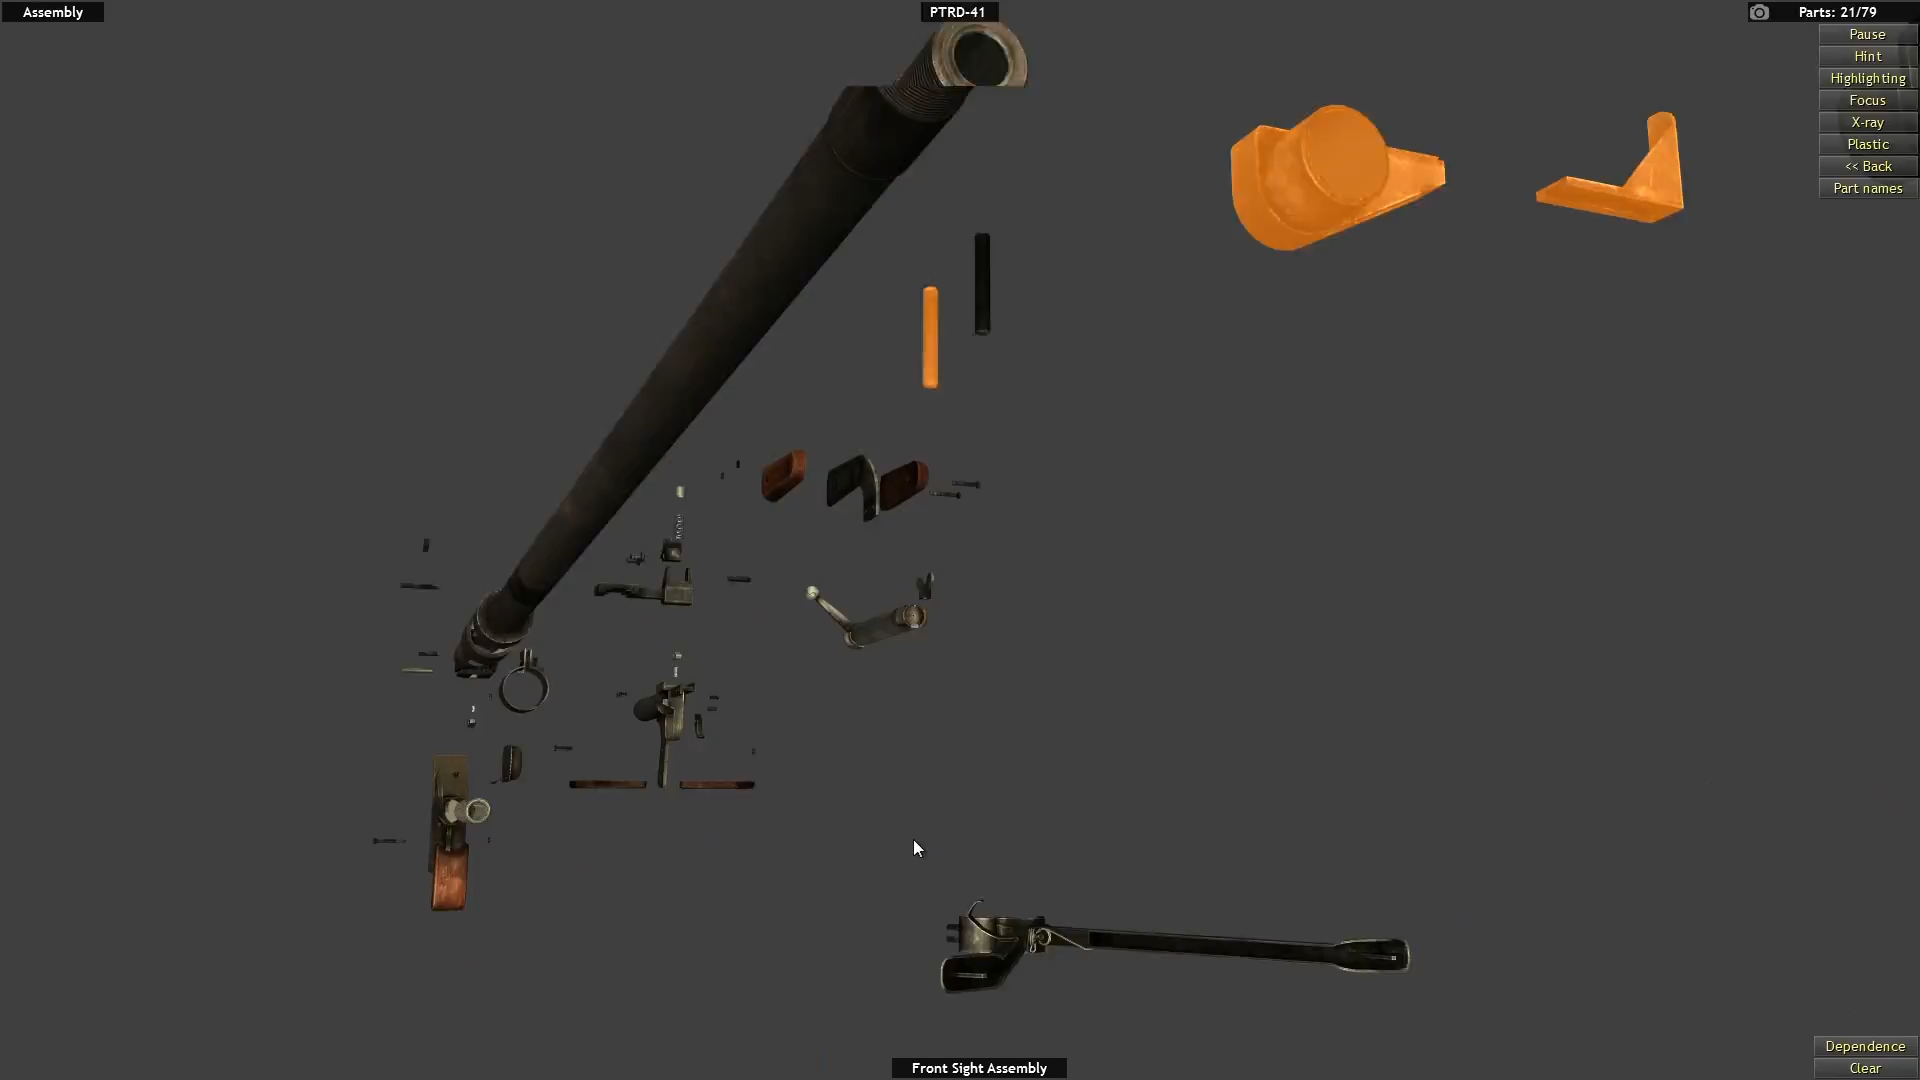 Assembly
PTRD-41
Parts: 21/79
Pause
Hint
Highlighting
Focus
X-ray
Plastic
<< Back
Part names
Dependence
Front Sight Assembly
Clear